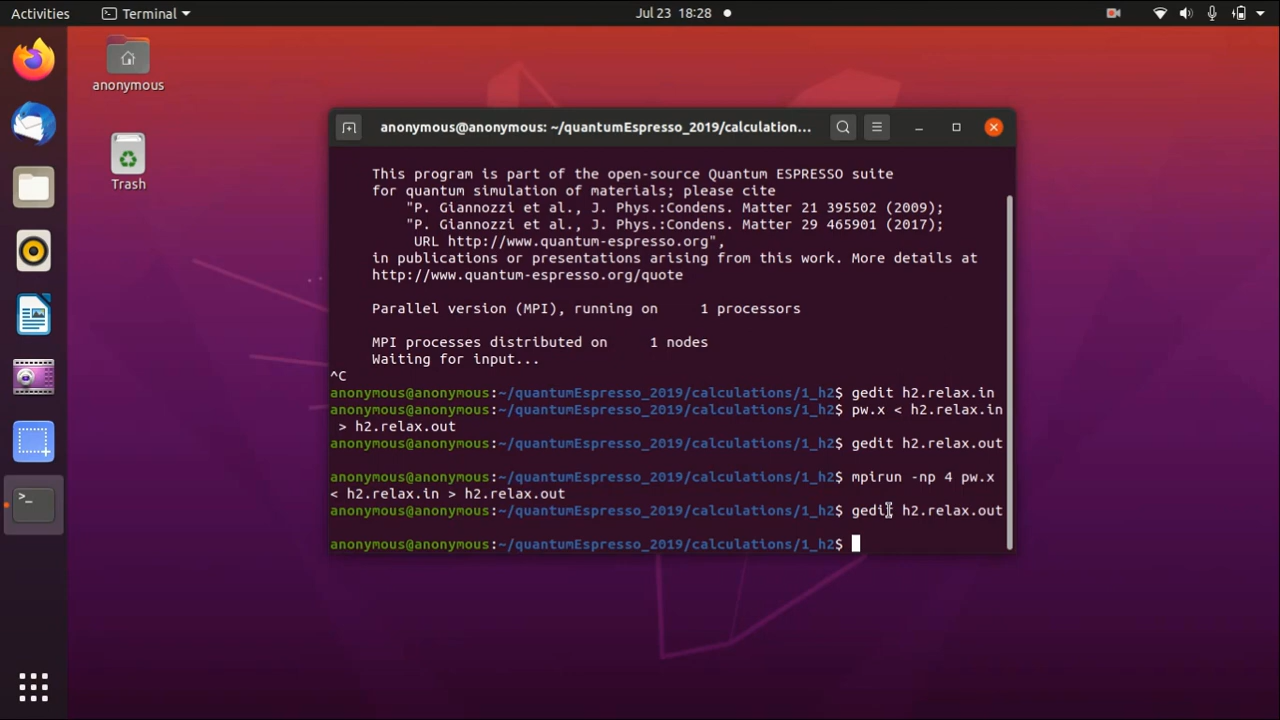 Activities
Terminal
Jul 23 18:28
anonymous
Trash
anonymous@anonymous: ~/quantumEspresso_2019/calculation...
This program is part of the open-source Quantum ESPRESSO suite
for quantum simulation of materials; please cite
"P. Giannozzi et al., J. Phys.:Condens. Matter 21 395502 (2009);
"P. Giannozzi et al., J. Phys.:Condens. Matter 29 465901 (2017);
URL http://www.quantum-espresso.org",
in publications or presentations arising from this work. More details at
http://www.quantum-espresso.org/quote
Parallel version (MPI), running on 1 processors
MPI processes distributed on 1 nodes
Waiting for input...
^C
anonymous@anonymous:~/quantumEspresso_2019/calculations/1_h2$ gedit h2.relax.in
anonymous@anonymous:~/quantumEspresso_2019/calculations/1_h2$ pw.x < h2.relax.in
> h2.relax.out
anonymous@anonymous:~/quantumEspresso_2019/calculations/1_h2$ gedit h2.relax.out
anonymous@anonymous:~/quantumEspresso_2019/calculations/1_h2$ mpirun -np 4 pw.x
< h2.relax.in > h2.relax.out
anonymous@anonymous:~/quantumEspresso_2019/calculations/1_h2$ gedit h2.relax.out
anonymous@anonymous:~/quantumEspresso_2019/calculations/1_h2$